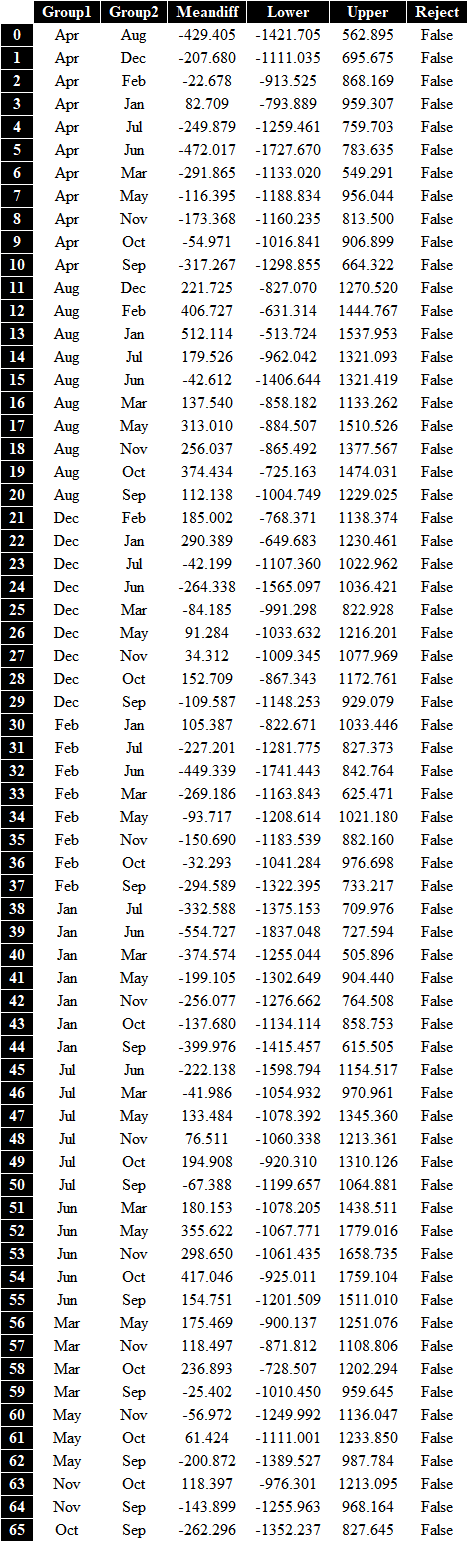 Group1 Group2 Meandiff Lower Upper Reject
0 Apr Aug -429.405 -1421.705 562.895 False
1 Apr Dec -207.680 -1111.035 695.675 False
2 Apr Feb -22.678 -913.525 868.169 False
3 Apr Jan 82.709 -793.889 959.307 False
4 Apr Jul -249.879 -1259.461 759.703 False
5 Apr Jun -472.017 -1727.670 783.635 False
6 Apr Mar -291.865 -1133.020 549.291 False
7 Apr May -116.395 -1188.834 956.044 False
8 Apr Nov -173.368 -1160.235 813.500 False
9 Apr Oct -54.971 -1016.841 906.899 False
10 Apr Sep -317.267 -1298.855 664.322 False
11 Aug Dec 221.725 -827.070 1270.520 False
12 Aug Feb 406.727 -631.314 1444.767 False
13 Aug Jan 512.114 -513.724 1537.953 False
14 Aug Jul 179.526 -962.042 1321.093 False
15 Aug Jun -42.612 -1406.644 1321.419 False
16 Aug Mar 137.540 -858.182 1133.262 False
17 Aug May 313.010 -884.507 1510.526 False
18 Aug Nov 256.037 -865.492 1377.567 False
19 Aug Oct 374.434 -725.163 1474.031 False
20 Aug Sep 112.138 -1004.749 1229.025 False
21 Dec Feb 185.002 -768.371 1138.374 False
22 Dec Jan 290.389 -649.683 1230.461 False
23 Dec Jul -42.199 -1107.360 1022.962 False
24 Dec Jun -264.338 -1565.097 1036.421 False
25 Dec Mar -84.185 -991.298 822.928 False
26 Dec May 91.284 -1033.632 1216.201 False
27 Dec Nov 34.312 -1009.345 1077.969 False
28 Dec Oct 152.709 -867.343 1172.761 False
29 Dec Sep -109.587 -1148.253 929.079 False
30 Feb Jan 105.387 -822.671 1033.446 False
31 Feb Jul -227.201 -1281.775 827.373 False
32 Feb Jun -449.339 -1741.443 842.764 False
33 Feb Mar -269.186 -1163.843 625.471 False
34 Feb May -93.717 -1208.614 1021.180 False
35 Feb Nov -150.690 -1183.539 882.160 False
36 Feb Oct -32.293 -1041.284 976.698 False
37 Feb Sep -294.589 -1322.395 733.217 False
38 Jan Jul -332.588 -1375.153 709.976 False
39 Jan Jun -554.727 -1837.048 727.594 False
40 Jan Mar -374.574 -1255.044 505.896 False
41 Jan May -199.105 -1302.649 904.440 False
42 Jan Nov -256.077 -1276.662 764.508 False
43 Jan Oct -137.680 -1134.114 858.753 False
44 Jan Sep -399.976 -1415.457 615.505 False
45 Jul Jun -222.138 -1598.794 1154.517 False
46 Jul Mar -41.986 -1054.932 970.961 False
47 Jul May 133.484 -1078.392 1345.360 False
48 Jul Nov 76.511 -1060.338 1213.361 False
49 Jul Oct 194.908 -920.310 1310.126 False
50 Jul Sep -67.388 -1199.657 1064.881 False
51 Jun Mar 180.153 -1078.205 1438.511 False
52 Jun May 355.622 -1067.771 1779.016 False
53 Jun Nov 298.650 -1061.435 1658.735 False
54 Jun Oct 417.046 -925.011 1759.104 False
55 Jun Sep 154.751 -1201.509 1511.010 False
56 Mar May 175.469 -900.137 1251.076 False
57 Mar Nov 118.497 -871.812 1108.806 False
58 Mar Oct 236.893 -728.507 1202.294 False
59 Mar Sep -25.402 -1010.450 959.645 False
60 May Nov -56.972 -1249.992 1136.047 False
61 May Oct 61.424 -1111.001 1233.850 False
62 May Sep -200.872 -1389.527 987.784 False
63 Nov Oct 118.397 -976.301 1213.095 False
64 Nov Sep -143.899 -1255.963 968.164 False
65 Oct Sep -262.296 -1352.237 827.645 False